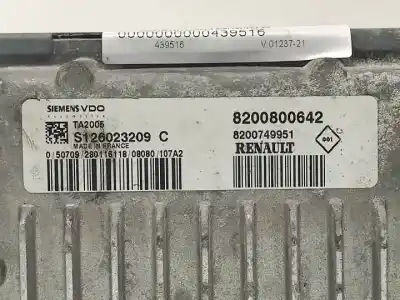 0000000000439516
439516 V 01237-21
SIEMENS VDO
TA2005
S126023209 C
MADE IN FRANCE
0|50709/280116118|08080|107A2
8200800642
8200749951
RENAULT
001